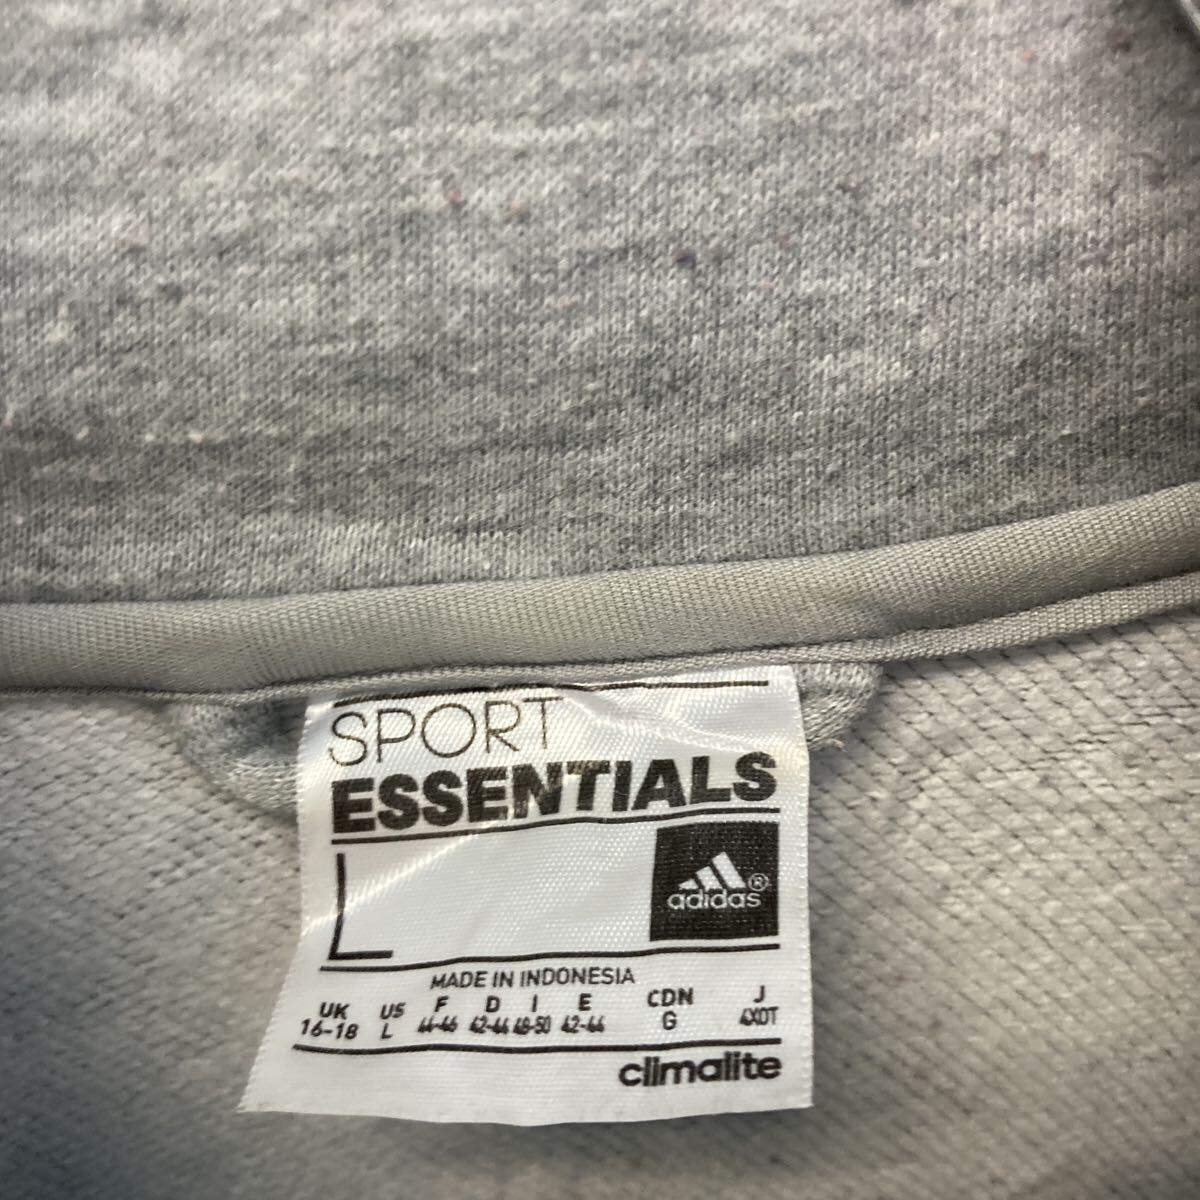 SPORT
ESSENTIALS
L
adidas®
MADE IN INDONESIA
UK US F D I E CDN J
16-18 L 44-46 42-44 48-50 42-44 G 4XOT
climalite